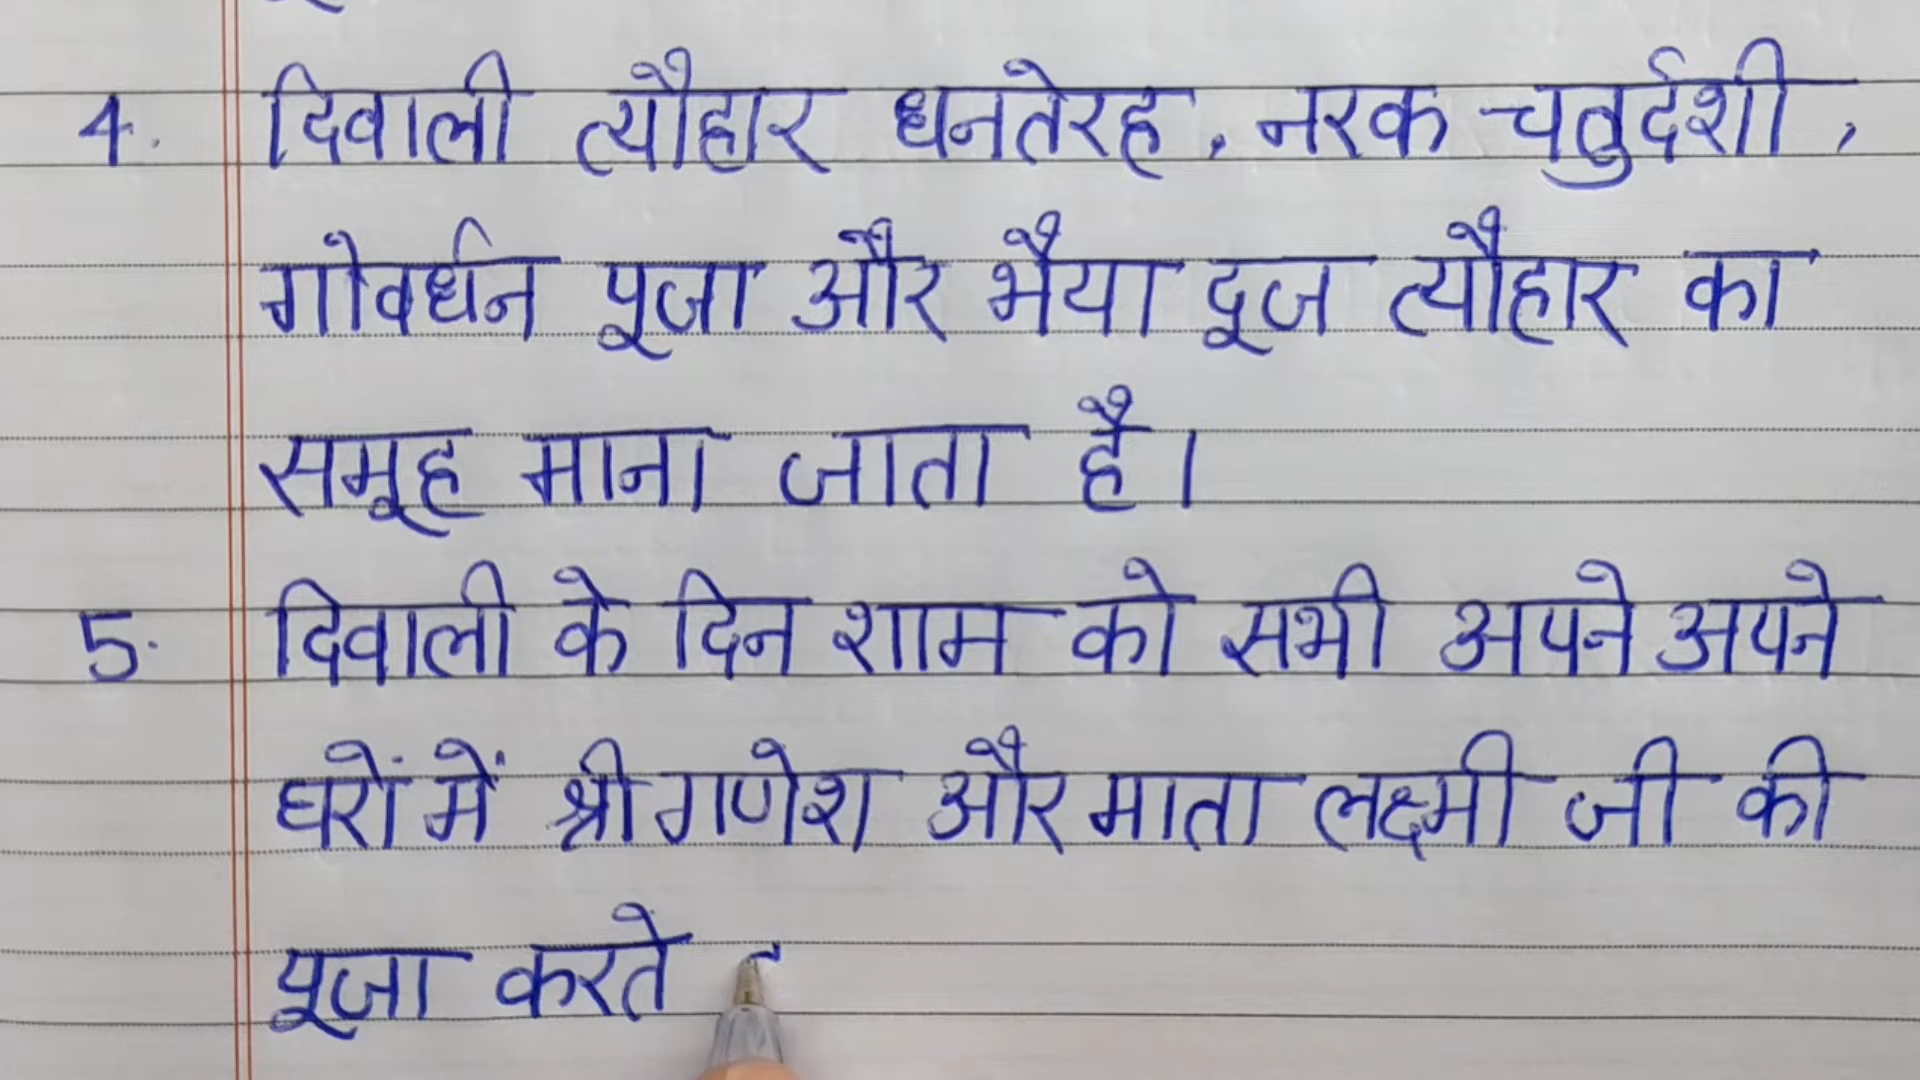 4. दिवाली त्यौहार धनतेरह, नरक चतुर्दशी,
गोवर्धन पूजा और भैया दूज त्यौहार का
समूह माना जाता है।
5. दिवाली के दिन शाम को सभी अपने अपने
घरों में श्री गणेश और माता लक्ष्मी जी की
पूजा करते